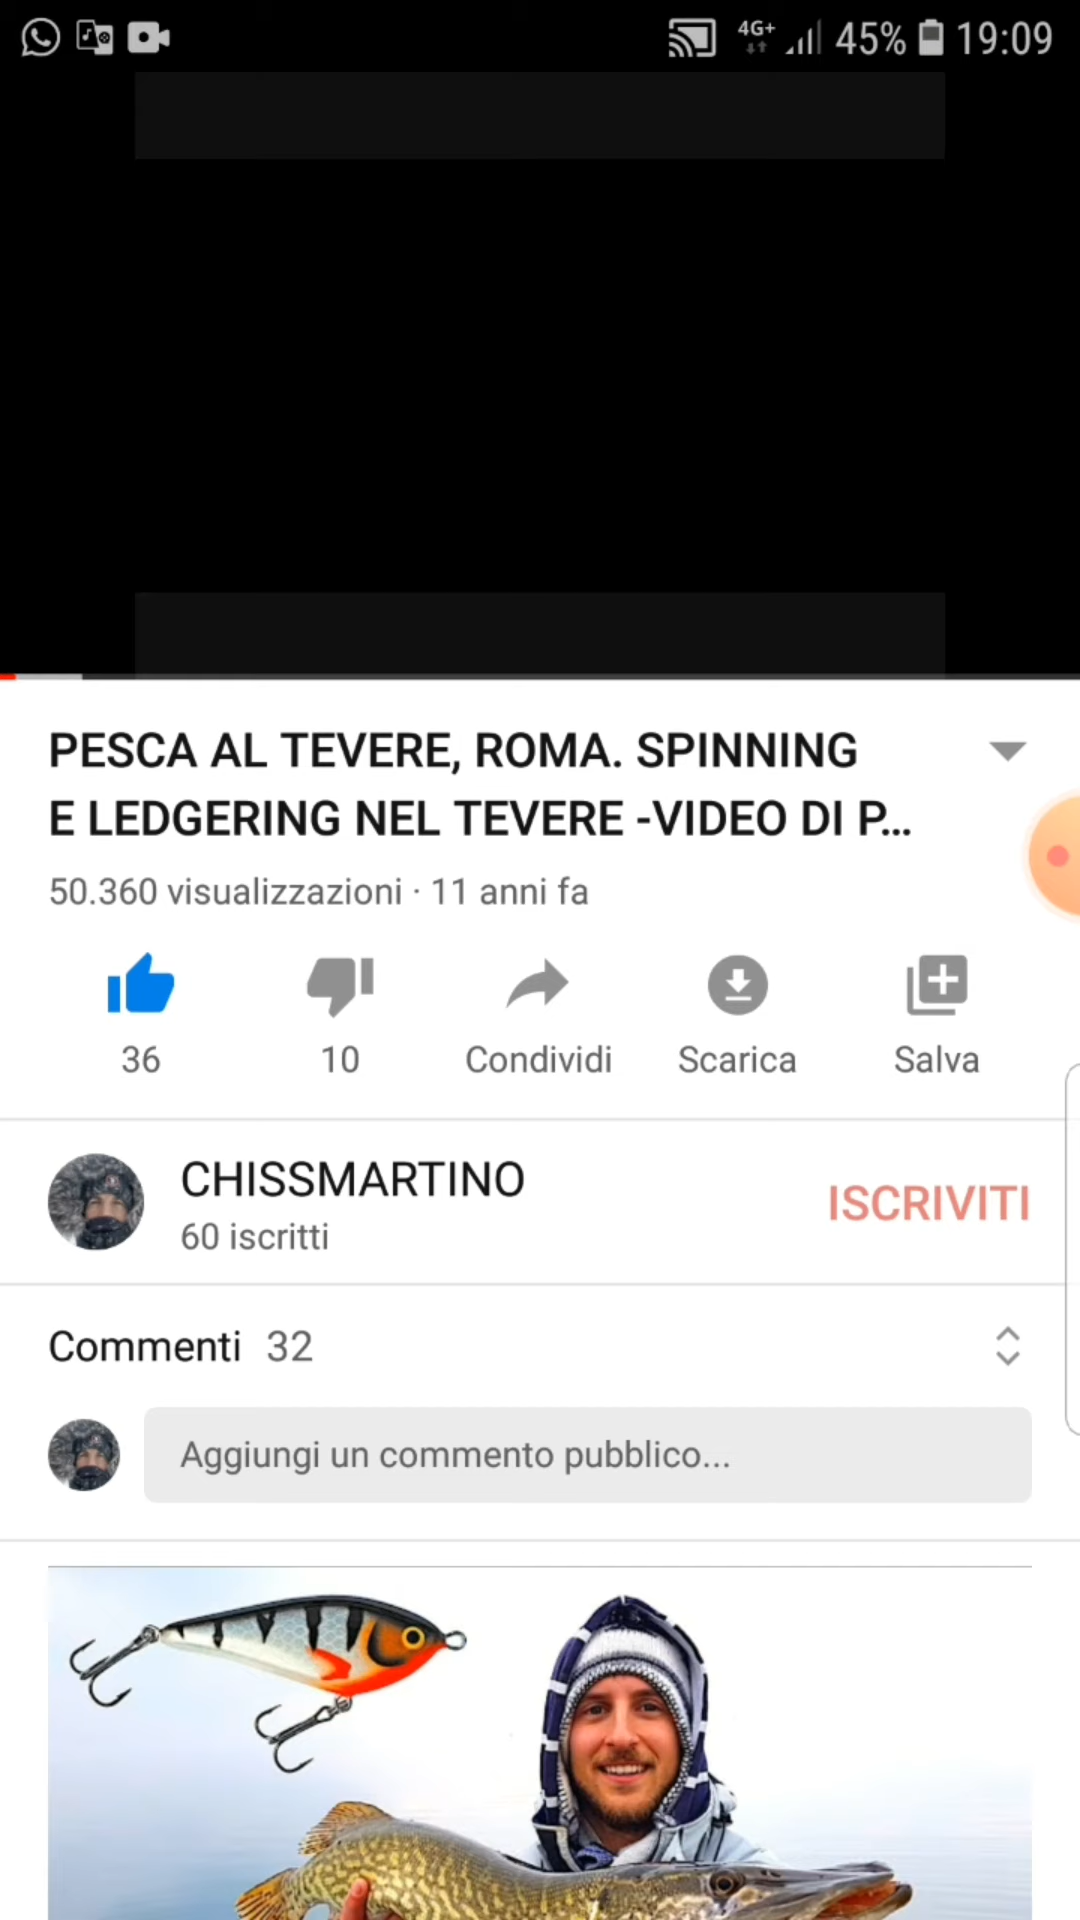 4G+ 45% 19:09
PESCA AL TEVERE, ROMA. SPINNING
E LEDGERING NEL TEVERE -VIDEO DI P...
50.360 visualizzazioni · 11 anni fa
36 10 Condividi Scarica Salva
CHISSMARTINO
60 iscritti
ISCRIVITI
Commenti 32
Aggiungi un commento pubblico...